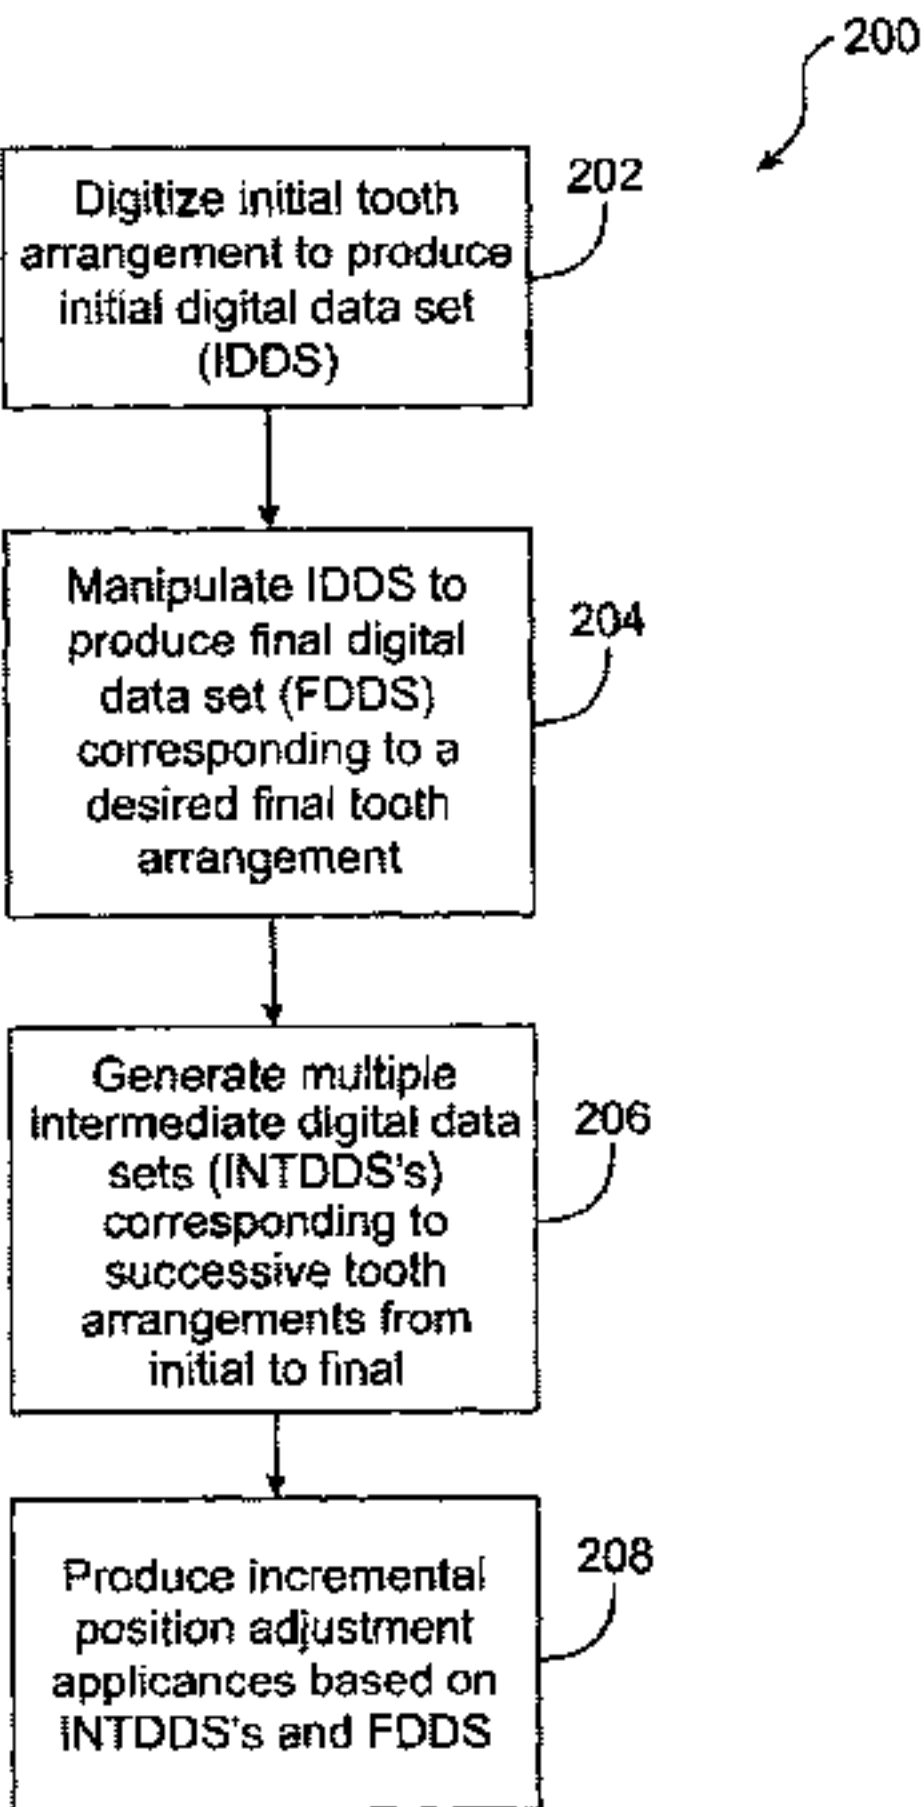 200
202
Digitize initial tooth
arrangement to produce
initial digital data set
(IDDS)
204
Manipulate IDDS to
produce final digital
data set (FDDS)
corresponding to a
desired final tooth
arrangement
206
Generate multiple
intermediate digital data
sets (INTDDS's)
corresponding to
successive tooth
arrangements from
initial to final
208
Produce incremental
position adjustment
applicances based on
INTDDS's and FDDS